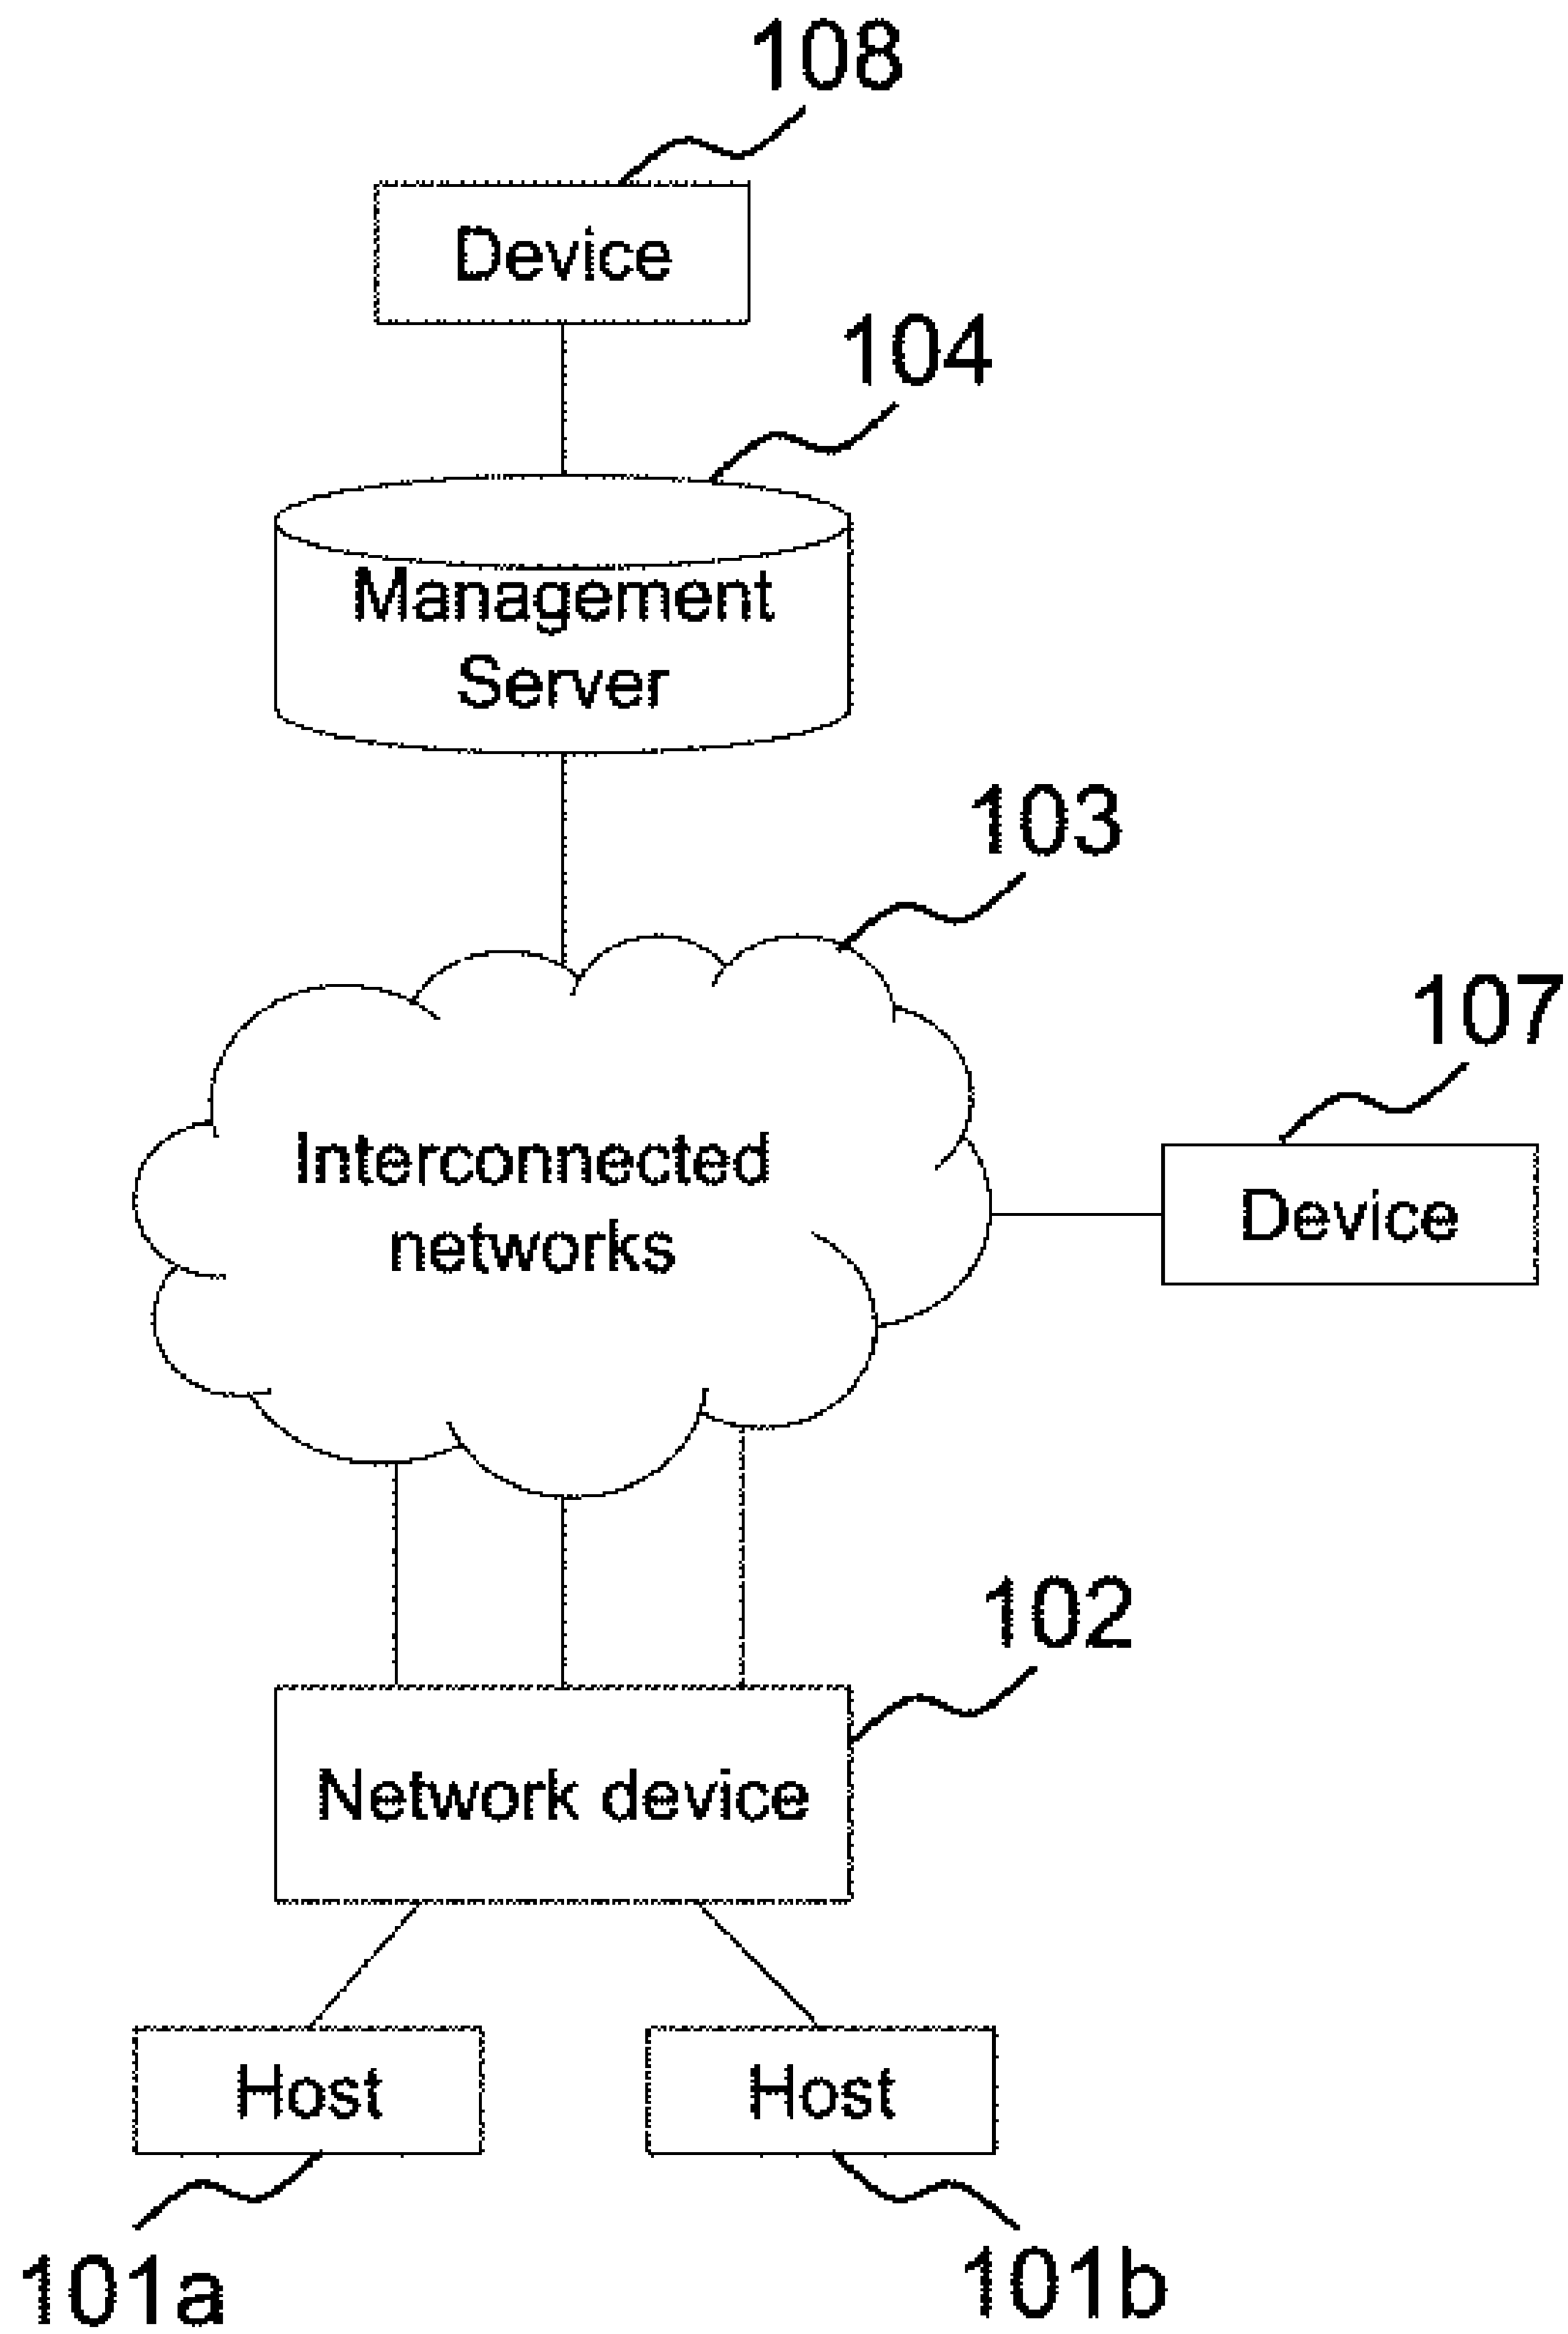 108
Device
104
Management
Server
103
107
Interconnected
networks
Device
102
Network device
Host
Host
101a
101b